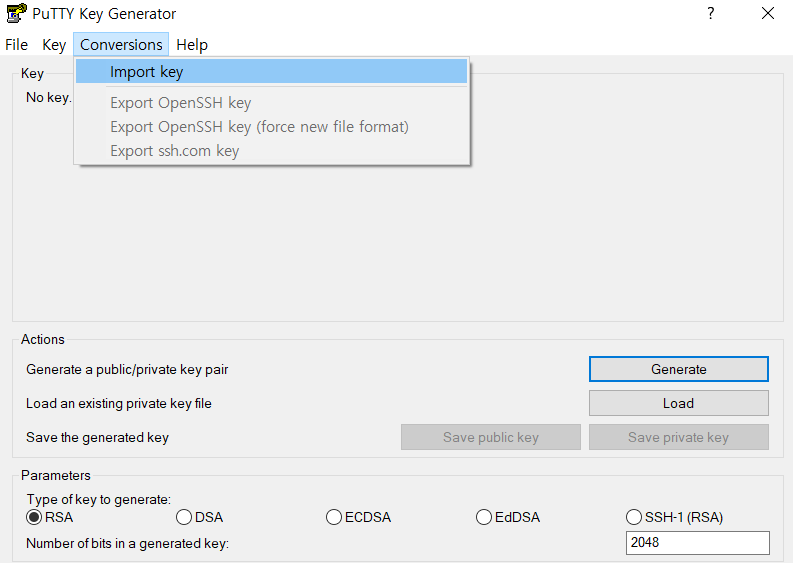 PuTTY Key Generator
?
File Key Conversions Help
Import key
Export OpenSSH key
Export OpenSSH key (force new file format)
Export ssh.com key
Key
No key.
Actions
Generate a public/private key pair
Generate
Load an existing private key file
Load
Save the generated key
Save public key
Save private key
Parameters
Type of key to generate:
RSA DSA ECDSA EdDSA SSH-1 (RSA)
Number of bits in a generated key:
2048